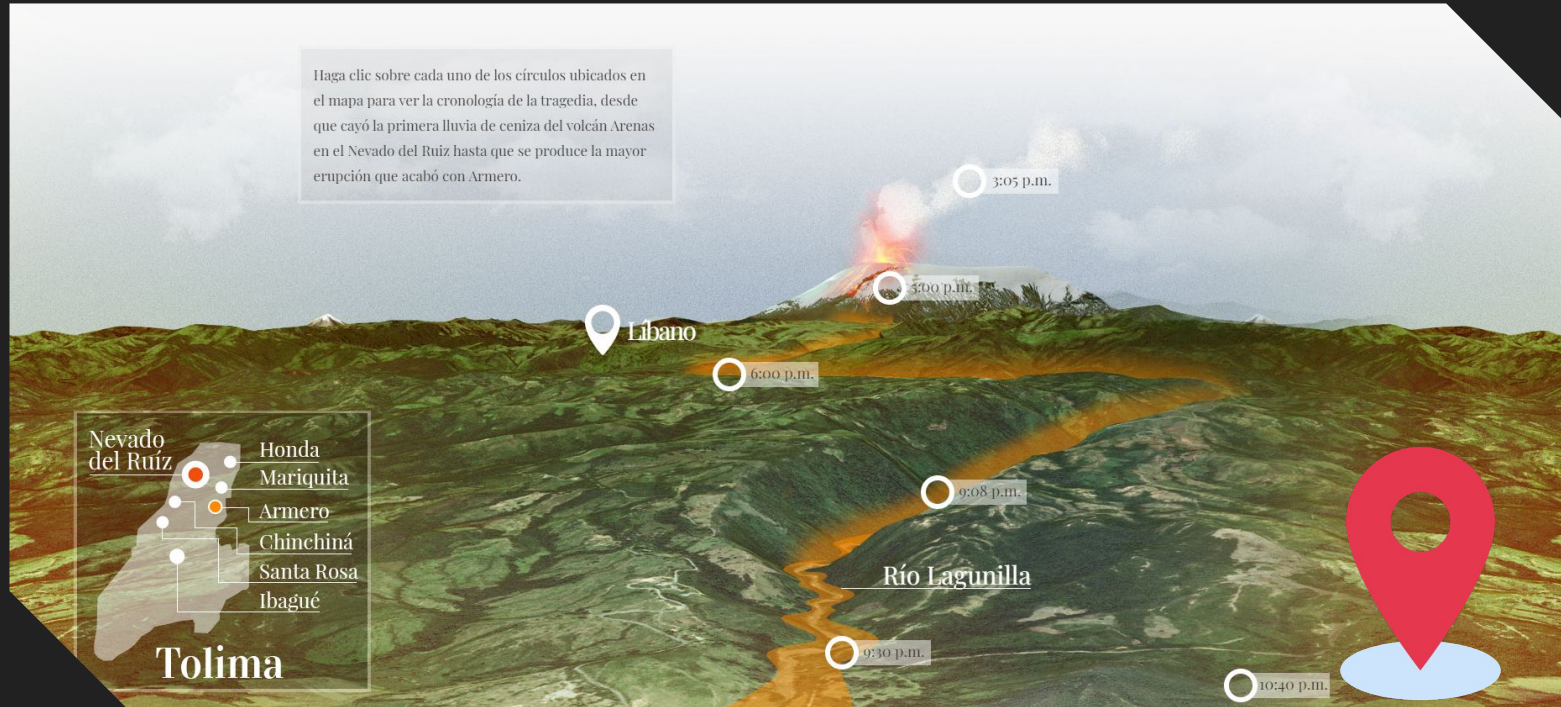 Haga clic sobre cada uno de los círculos ubicados en
el mapa para ver la cronología de la tragedia, desde
que cayó la primera lluvia de ceniza del volcán Arenas
en el Nevado del Ruiz hasta que se produce la mayor
erupción que acabó con Armero.
3:05 p.m.
5:00 p.m.
Líbano
6:00 p.m.
9:08 p.m.
Río Lagunilla
9:30 p.m.
10:40 p.m.
Nevado
del Ruíz
Honda
Mariquita
Armero
Chinchiná
Santa Rosa
Ibagué
Tolima